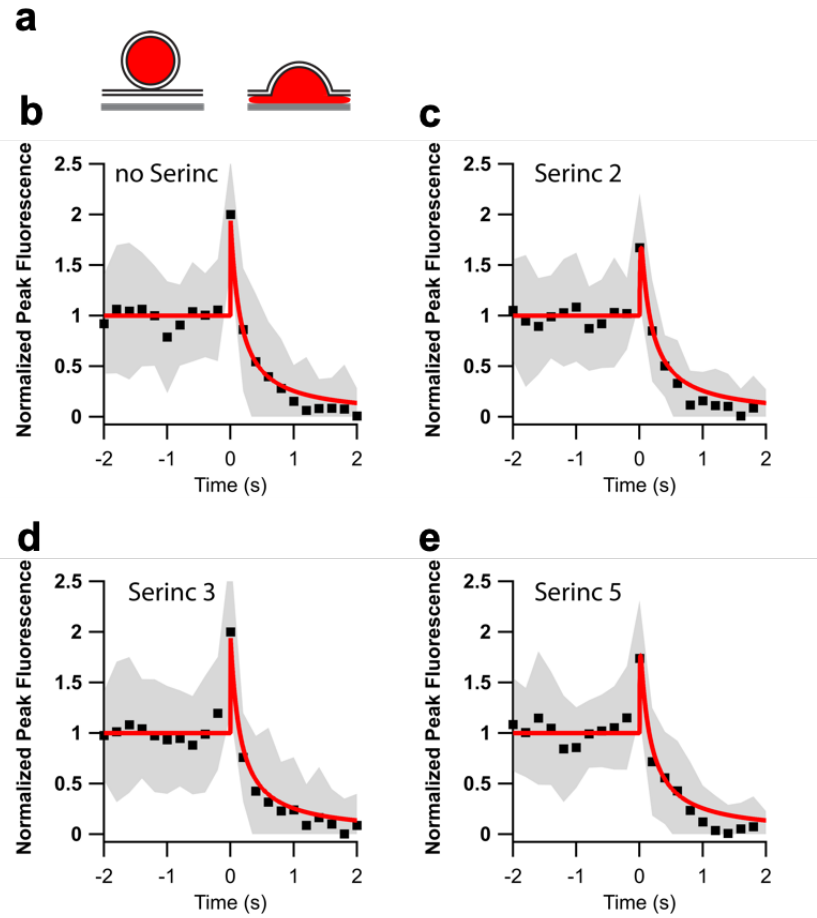 a
b
c
no Serinc
Normalized Peak Fluorescence
2.5
2
1.5
1
0.5
0
-2 -1 0 1 2
Time (s)
Serinc 2
Normalized Peak Fluorescence
2.5
2
1.5
1
0.5
0
-2 -1 0 1 2
Time (s)
d
e
Serinc 3
Normalized Peak Fluorescence
2.5
2
1.5
1
0.5
0
-2 -1 0 1 2
Time (s)
Serinc 5
Normalized Peak Fluorescence
2.5
2
1.5
1
0.5
0
-2 -1 0 1 2
Time (s)